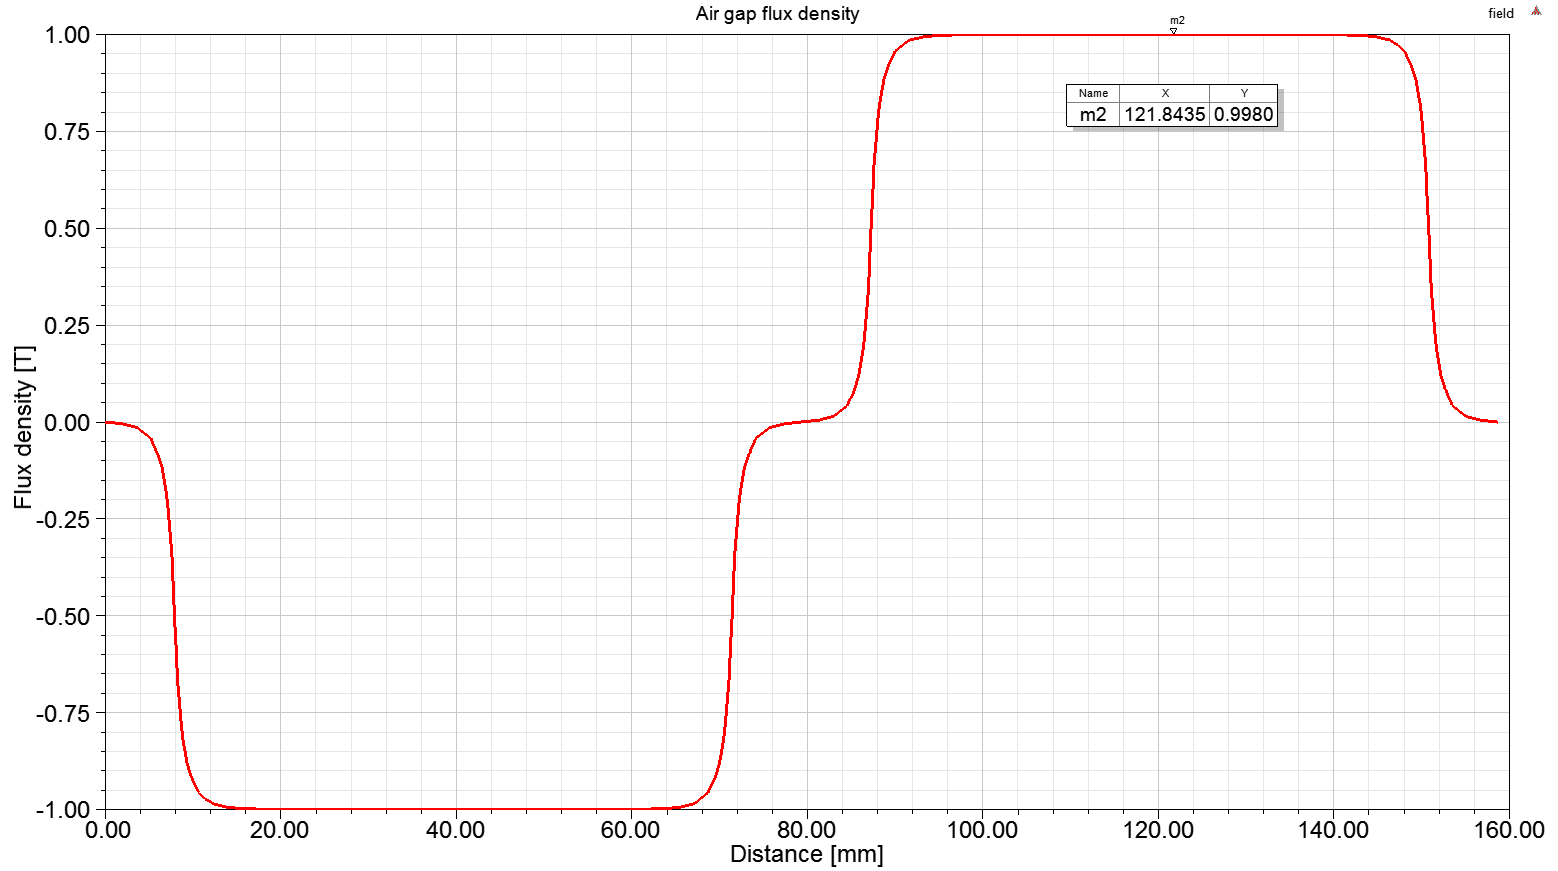 Air gap flux density
field
m2
Name X Y
m2 121.8435 0.9980
1.00
0.75
0.50
0.25
0.00
-0.25
-0.50
-0.75
-1.00
Flux density [T]
0.00 20.00 40.00 60.00 80.00 100.00 120.00 140.00 160.00
Distance [mm]